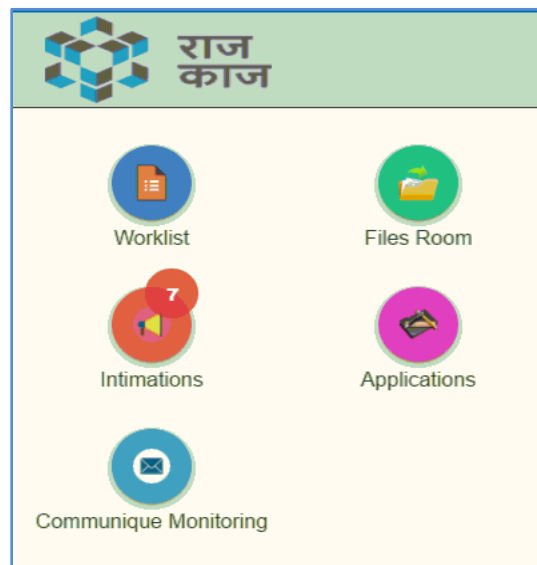 राज
काज
Worklist
Files Room
7
Intimations
Applications
Communique Monitoring